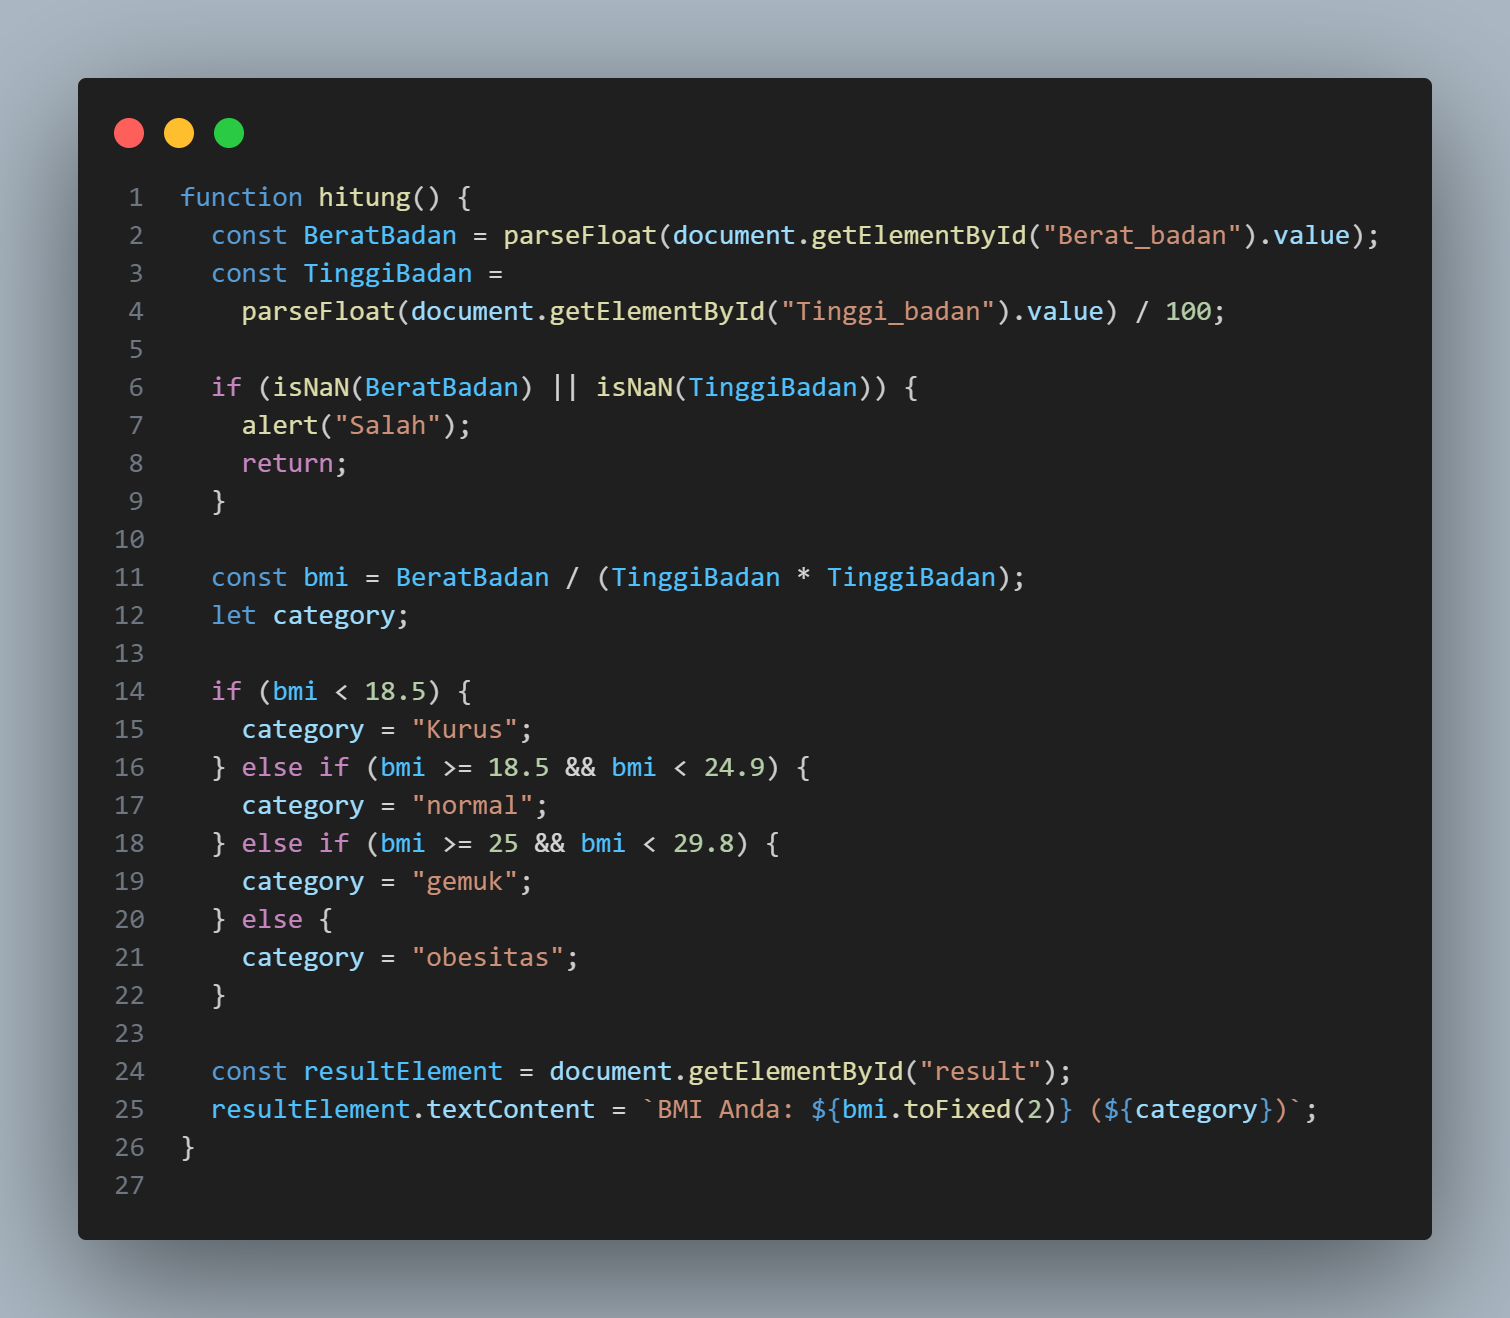 1 function hitung() {
2   const BeratBadan = parseFloat(document.getElementById("Berat_badan").value);
3   const TinggiBadan =
4     parseFloat(document.getElementById("Tinggi_badan").value) / 100;
5
6   if (isNaN(BeratBadan) || isNaN(TinggiBadan)) {
7     alert("Salah");
8     return;
9   }
10
11   const bmi = BeratBadan / (TinggiBadan * TinggiBadan);
12   let category;
13
14   if (bmi < 18.5) {
15     category = "Kurus";
16   } else if (bmi >= 18.5 && bmi < 24.9) {
17     category = "normal";
18   } else if (bmi >= 25 && bmi < 29.8) {
19     category = "gemuk";
20   } else {
21     category = "obesitas";
22   }
23
24   const resultElement = document.getElementById("result");
25   resultElement.textContent = `BMI Anda: ${bmi.toFixed(2)} (${category})`;
26 }
27